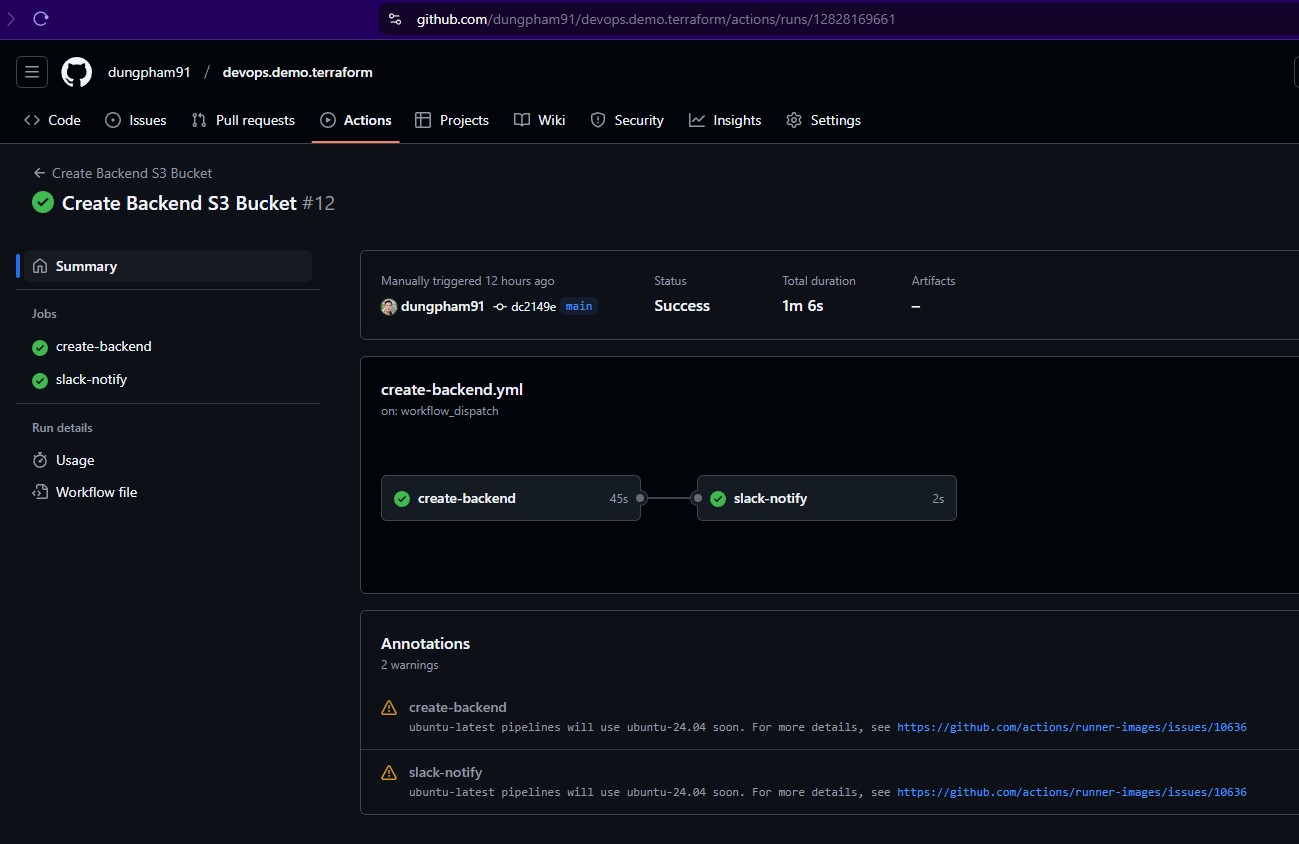 github.com/dungpham91/devops.demo.terraform/actions/runs/12828169661
dungpham91 / devops.demo.terraform
Code Issues Pull requests Actions Projects Wiki Security Insights Settings
Create Backend S3 Bucket
Create Backend S3 Bucket #12
Summary
Jobs
create-backend
slack-notify
Run details
Usage
Workflow file
Manually triggered 12 hours ago Status Total duration Artifacts
dungpham91 dc2149e main Success 1m 6s –
create-backend.yml
on: workflow_dispatch
create-backend 45s slack-notify 2s
Annotations
2 warnings
create-backend
ubuntu-latest pipelines will use ubuntu-24.04 soon. For more details, see https://github.com/actions/runner-images/issues/10636
slack-notify
ubuntu-latest pipelines will use ubuntu-24.04 soon. For more details, see https://github.com/actions/runner-images/issues/10636